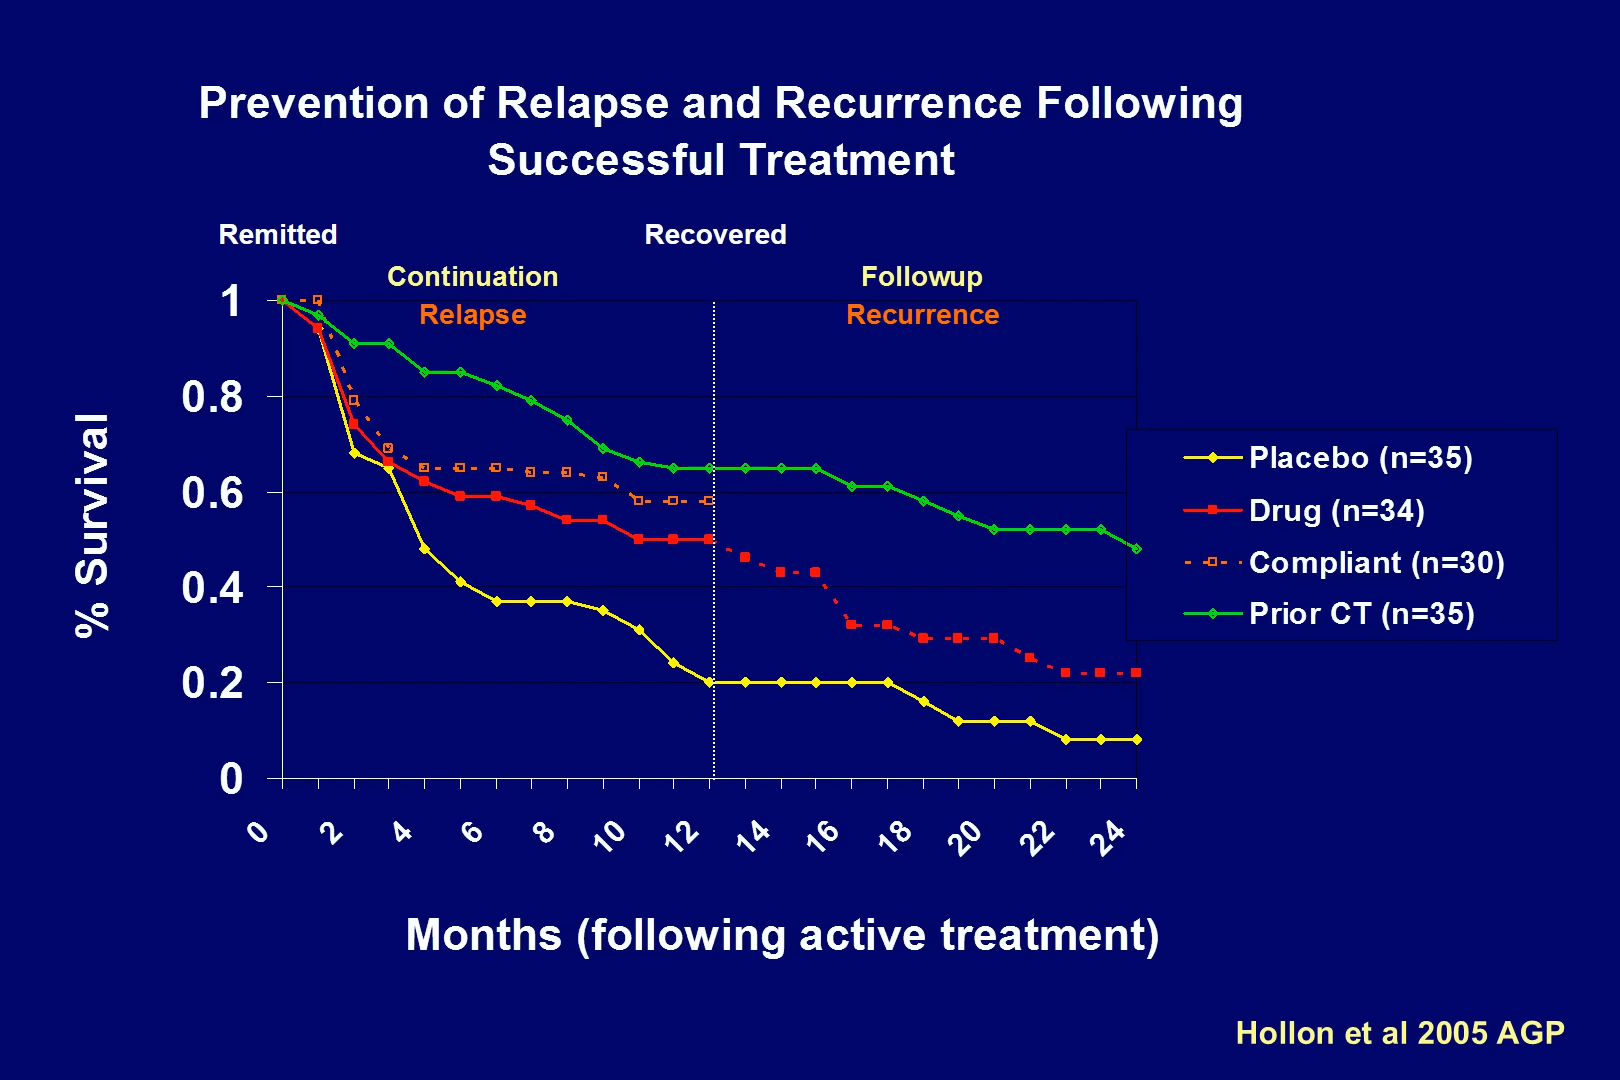 Prevention of Relapse and Recurrence Following
Successful Treatment
Remitted
Recovered
Continuation
Followup
Relapse
Recurrence
1
0.8
0.6
0.4
0.2
0
% Survival
0 2 4 6 8 10 12 14 16 18 20 22 24
Months (following active treatment)
Placebo (n=35)
Drug (n=34)
Compliant (n=30)
Prior CT (n=35)
Hollon et al 2005 AGP